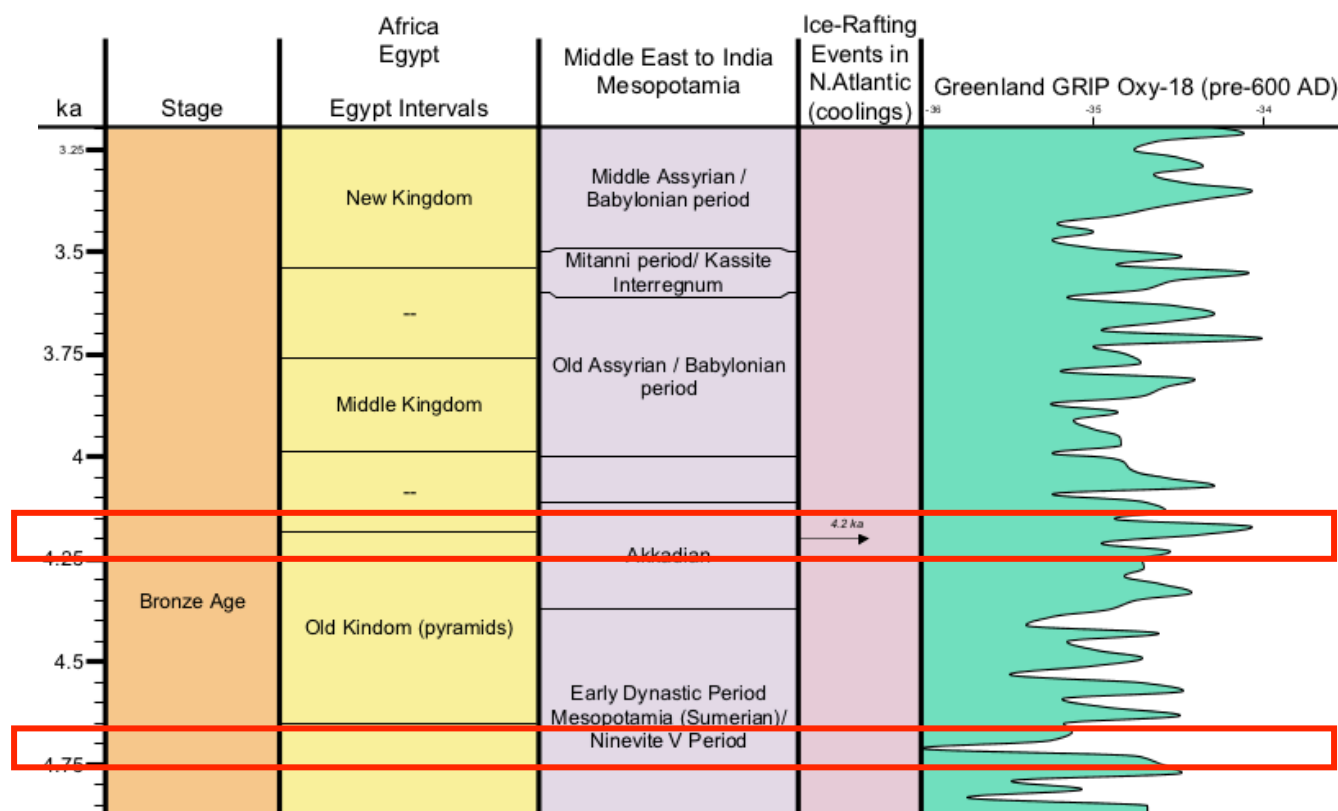 Africa
Egypt
Egypt Intervals
Middle East to India
Mesopotamia
Ice-Rafting
Events in
N.Atlantic
(coolings)
Greenland GRIP Oxy-18 (pre-600 AD)
ka
Stage
-36
-35
-34
3.25
3.5
3.75
4
4.25
4.5
4.75
Bronze Age
New Kingdom
--
Middle Kingdom
--
Old Kindom (pyramids)
Middle Assyrian /
Babylonian period
Mitanni period/ Kassite
Interregnum
Old Assyrian / Babylonian
period
Akkadian
Early Dynastic Period
Mesopotamia (Sumerian)/
Ninevite V Period
4.2 ka